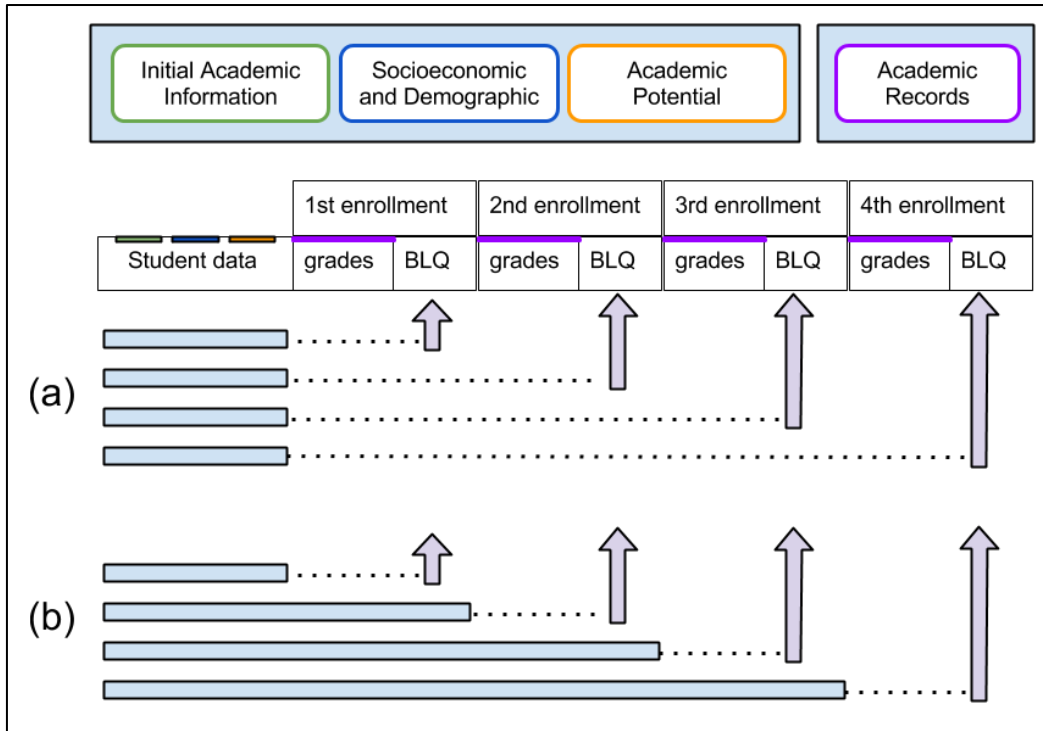 Initial Academic
Information
Socioeconomic
and Demographic
Academic
Potential
Academic
Records
1st enrollment
2nd enrollment
3rd enrollment
4th enrollment
Student data
grades
BLQ
grades
BLQ
grades
BLQ
grades
BLQ
(a)
(b)